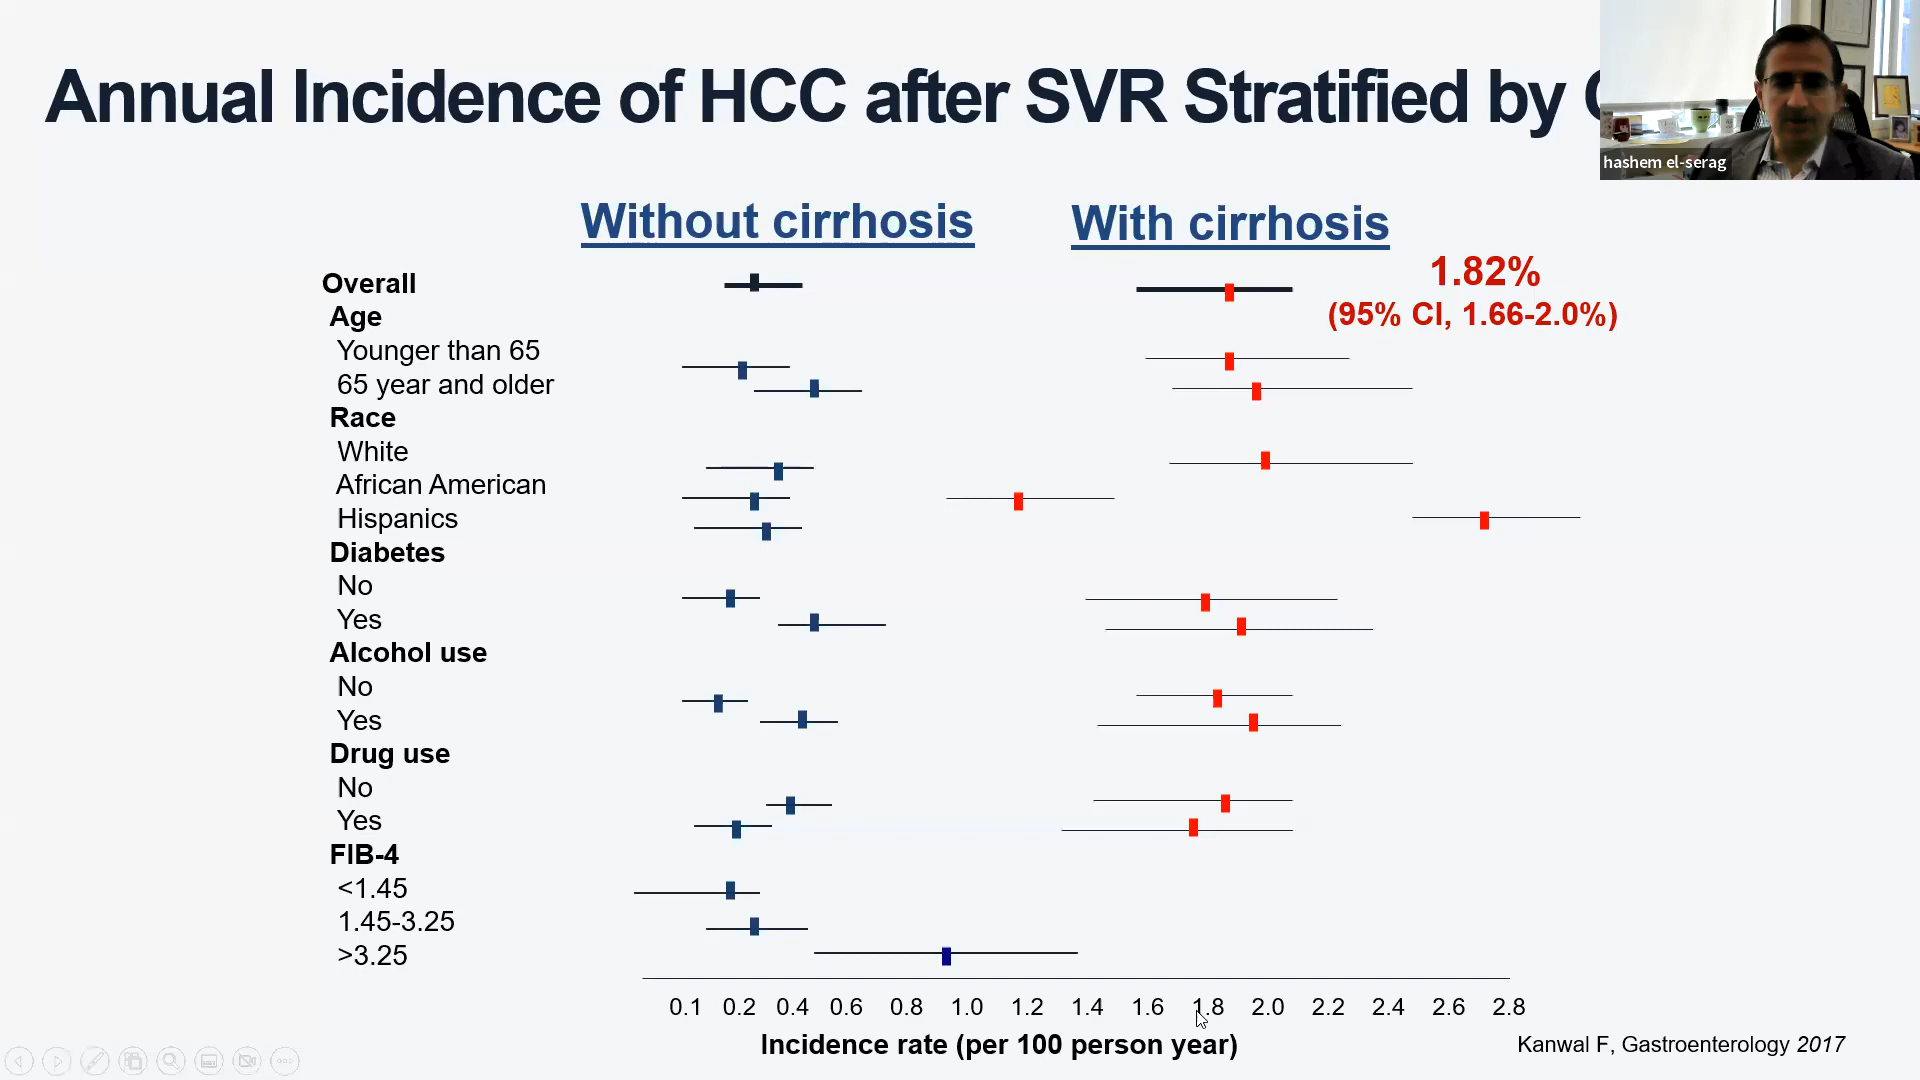 Annual Incidence of HCC after SVR Stratified by
hashem el-serag
Without cirrhosis
With cirrhosis
1.82%
(95% CI, 1.66-2.0%)
Overall
Age
Younger than 65
65 year and older
Race
White
African American
Hispanics
Diabetes
No
Yes
Alcohol use
No
Yes
Drug use
No
Yes
FIB-4
<1.45
1.45-3.25
>3.25
0.1 0.2 0.4 0.6 0.8 1.0 1.2 1.4 1.6 1.8 2.0 2.2 2.4 2.6 2.8
Incidence rate (per 100 person year)
Kanwal F, Gastroenterology 2017